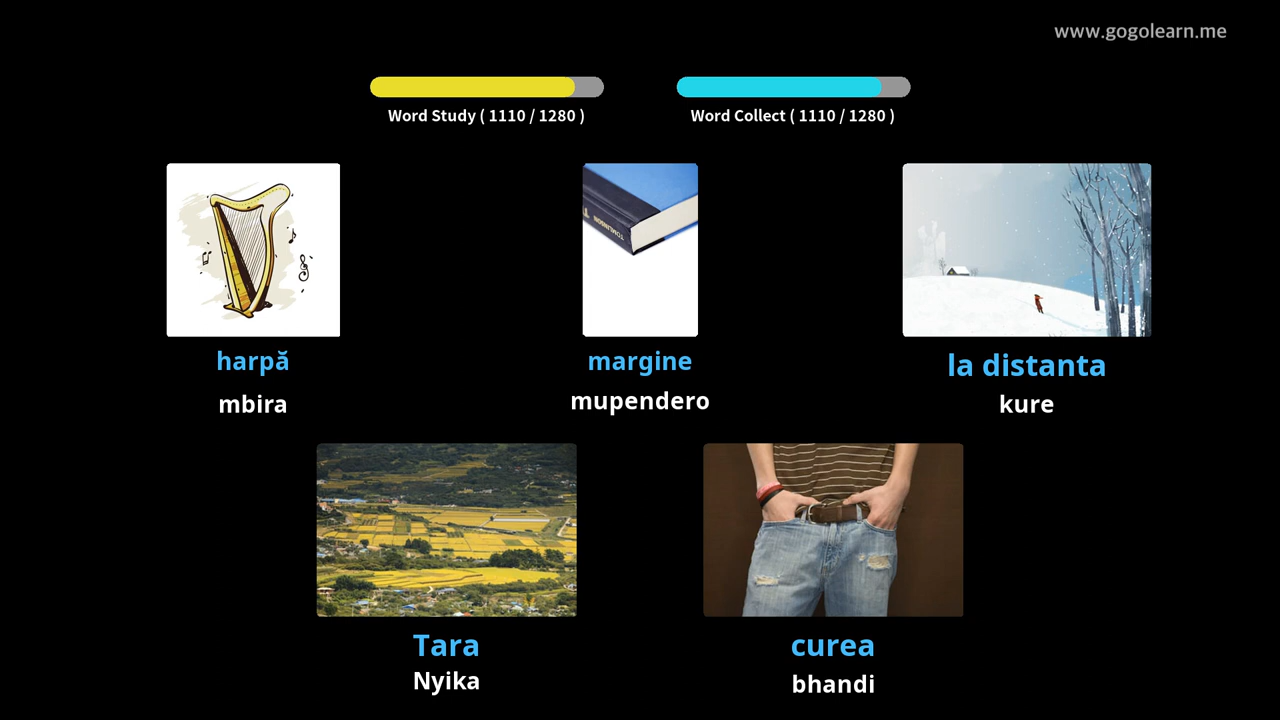 www.gogolearn.me
Word Study ( 1110 / 1280 )
Word Collect ( 1110 / 1280 )
TOMLINSON
harpă
margine
la distanta
mbira
mupendero
kure
Tara
curea
Nyika
bhandi